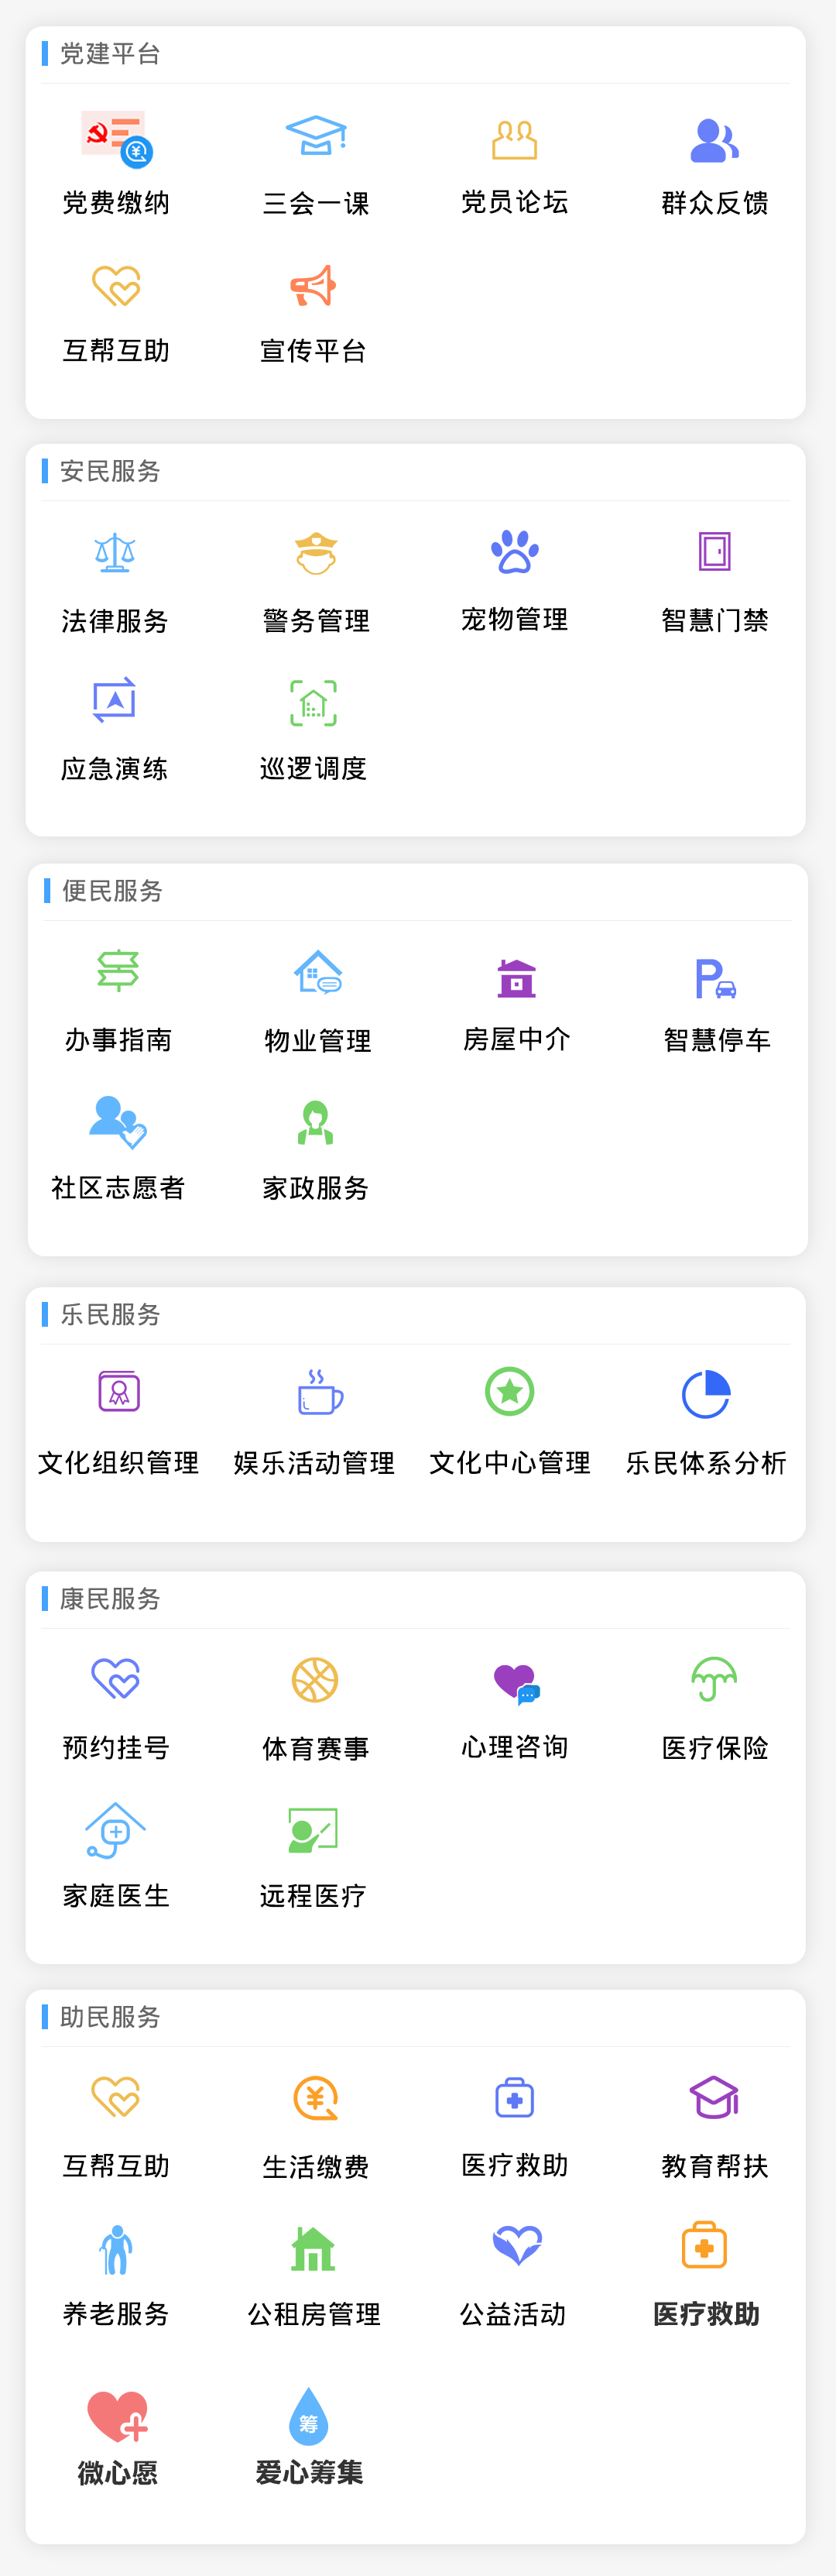 党建平台
党费缴纳 三会一课 党员论坛 群众反馈
互帮互助 宣传平台
安民服务
法律服务 警务管理 宠物管理 智慧门禁
应急演练 巡逻调度
便民服务
办事指南 物业管理 房屋中介 智慧停车
社区志愿者 家政服务
乐民服务
文化组织管理 娱乐活动管理 文化中心管理 乐民体系分析
康民服务
预约挂号 体育赛事 心理咨询 医疗保险
家庭医生 远程医疗
助民服务
互帮互助 生活缴费 医疗救助 教育帮扶
养老服务 公租房管理 公益活动 医疗救助
筹
微心愿 爱心筹集